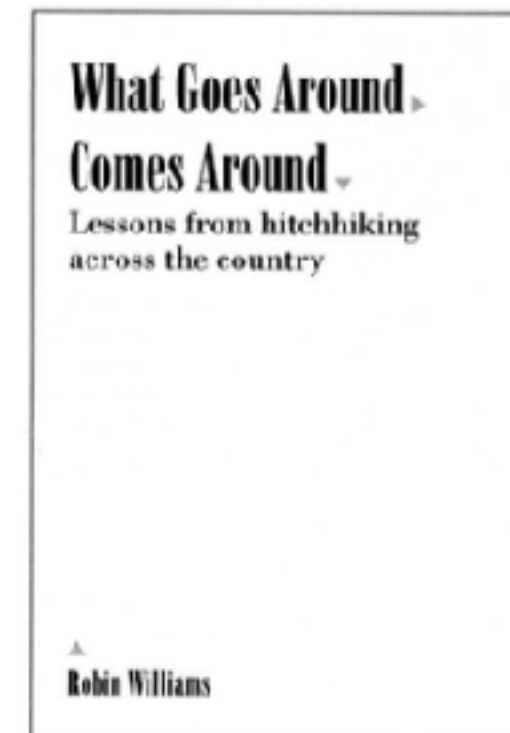 What Goes Around
Comes Around
Lessons from hitchhiking
across the country
Robin Williams